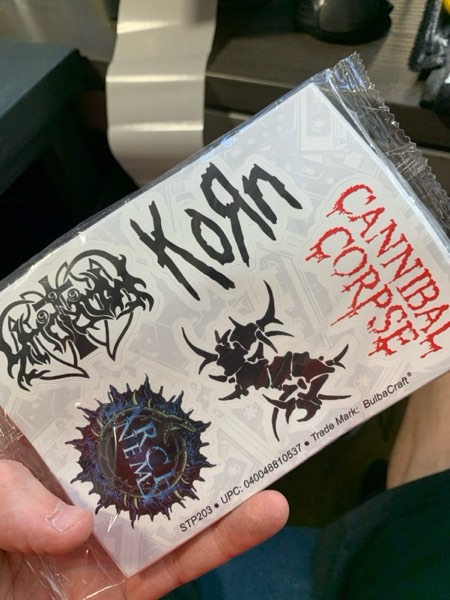 KoЯn
CANNIBAL
CORPSE
ARCH
ENEMY
STP203 • UPC: 040048810537 • Trade Mark: BulbaCraft®